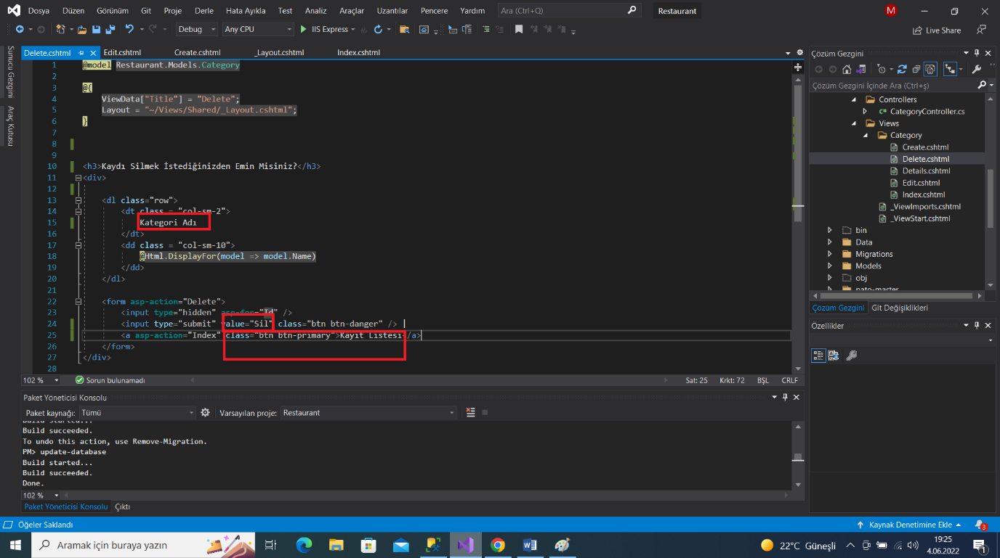 Dosya Düzen Görünüm Git Proje Derle Hata Ayıkla Test Analiz Araçlar Uzantılar Pencere Yardım Ara (Ctrl+Q) Restaurant M
Debug Any CPU IIS Express Live Share
Sunucu Gezgini
Araç Kutusu
Delete.cshtml Edit.cshtml Create.cshtml _Layout.cshtml Index.cshtml
1 @model Restaurant.Models.Category
2
3 @{
4 ViewData["Title"] = "Delete";
5 Layout = "~/Views/Shared/_Layout.cshtml";
6 }
7
8
9
10 <h3>Kaydı Silmek İstediğinizden Emin Misiniz?</h3>
11 <div>
12
13 <dl class="row">
14 <dt class = "col-sm-2">
15 Kategori Adı
16 </dt>
17 <dd class = "col-sm-10">
18 @Html.DisplayFor(model => model.Name)
19 </dd>
20 </dl>
21
22 <form asp-action="Delete">
23 <input type="hidden" asp-for="Id" />
24 <input type="submit" value="Sil" class="btn btn-danger" /> |
25 <a asp-action="Index" class="btn btn-primary">Kayıt Listesi</a>
26 </form>
27 </div>
28
102 % Sorun bulunamadı Sat: 25 Krkt: 72 BŞL CRLF
Paket Yöneticisi Konsolu
Paket kaynağı: Tümü Varsayılan proje: Restaurant
Build started...
Build succeeded.
To undo this action, use Remove-Migration.
PM> update-database
Build started...
Build succeeded.
Done.
102 %
Paket Yöneticisi Konsolu Çıktı
Çözüm Gezgini
Çözüm Gezgini İçinde Ara (Ctrl+ş)
Controllers
C# CategoryController.cs
Views
Category
Create.cshtml
Delete.cshtml
Details.cshtml
Edit.cshtml
Index.cshtml
_ViewImports.cshtml
_ViewStart.cshtml
bin
Data
Migrations
Models
obj
pato-master
Çözüm Gezgini Git Değişiklikleri
Özellikler
Öğeler Saklandı Kaynak Denetimine Ekle 3
Aramak için buraya yazın 22°C Güneşli 19:25
4.06.2022 1